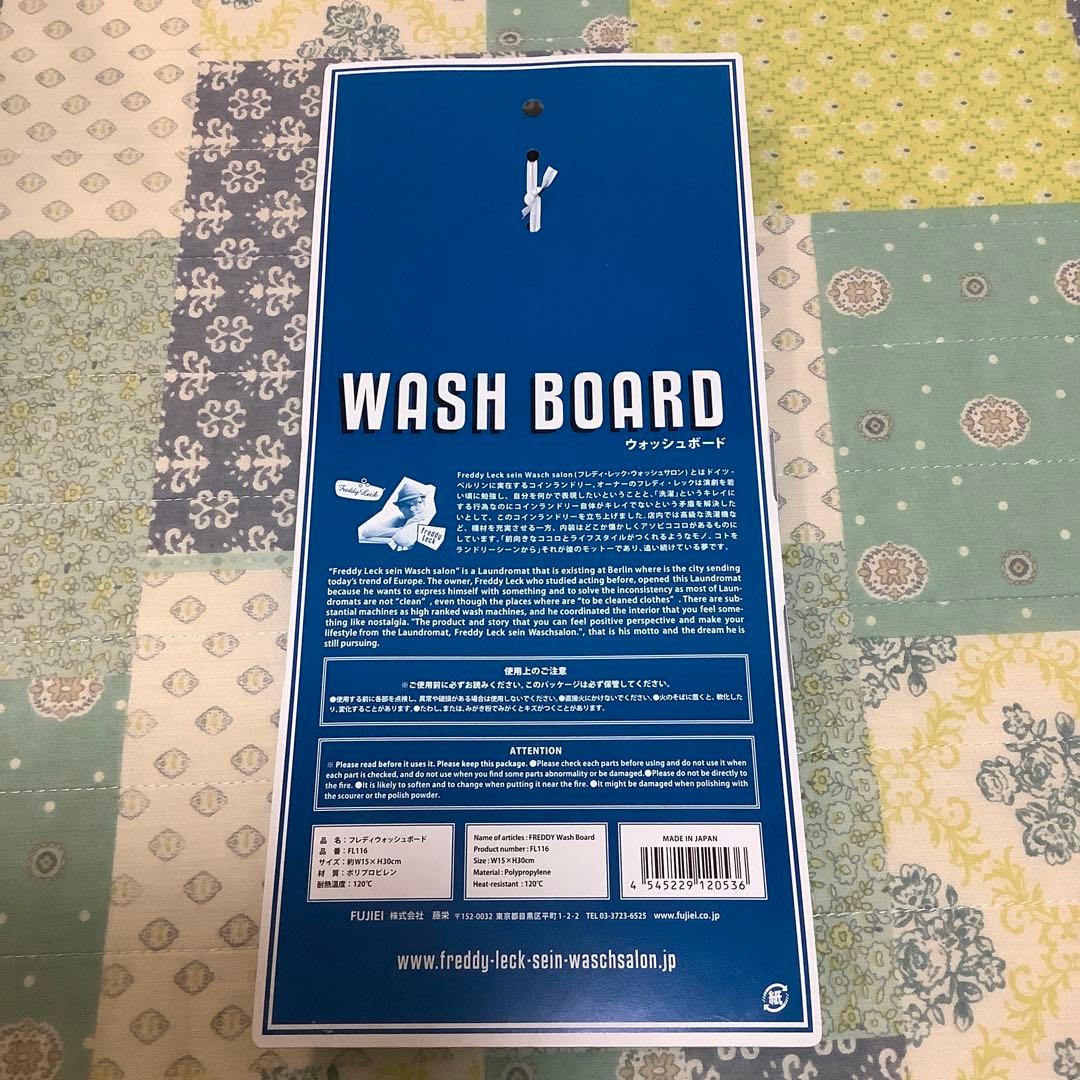 WASH BOARD
ウォッシュボード
Freddy Leck
freddy
leck
Freddy Leck sein Wasch salon(フレディ・レック・ウォッシュサロン)とはドイツ・
ベルリンに実在するコインランドリー。オーナーのフレディ・レックは演劇を若
い頃に勉強し、自分を何かで表現したいということと、「洗濯」というキレイに
する行為なのにコインランドリー自体がキレイでないという矛盾を解決した
いとして、このコインランドリーを立ち上げました。店内では高級な洗濯機な
ど、機材を充実させる一方、内装はどこか懐かしくアソビココロがあるものに
しています。「前向きなココロとライフスタイルがつくれるようなモノ、コトを
ランドリーシーンから」それが彼のモットーであり、追い続けている夢です。
"Freddy Leck sein Wasch salon" is a Laundromat that is existing at Berlin where is the city sending
today's trend of Europe. The owner, Freddy Leck who studied acting before, opened this Laundromat
because he wants to express himself with something and to solve the inconsistency as most of Laun-
dromats are not "clean" , even though the places where are "to be cleaned clothes" . There are sub-
stantial machines as high ranked wash machines, and he coordinated the interior that you feel some-
thing like nostalgia. "The product and story that you can feel positive perspective and make your
lifestyle from the Laundromat, Freddy Leck sein Waschsalon.", that is his motto and the dream he is
still pursuing.
使用上のご注意
※ご使用前に必ずお読みください。このパッケージは必ず保管してください。
●使用する前に各部を点検し、異常や破損がある場合は使用しないでください。●直接火にかけないでください。●火のそばに置くと、軟化した
り、変化することがあります。●たわし、または、みがき粉でみがくとキズがつくことがあります。
ATTENTION
※ Please read before it uses it. Please keep this package. ●Please check each parts before using and do not use it when
each part is checked, and do not use when you find some parts abnormality or be damaged.●Please do not be directly to
the fire. ●It is likely to soften and to change when putting it near the fire. ●It might be damaged when polishing with
the scourer or the polish powder.
品 名:フレディウォッシュボード
品 番:FL116
サイズ:約W15×H30cm
材 質:ポリプロピレン
耐熱温度:120℃
Name of articles : FREDDY Wash Board
Product number : FL116
Size : W15×H30cm
Material : Polypropylene
Heat-resistant : 120℃
MADE IN JAPAN
4 545229 120536
FUJIEI 株式会社 藤栄 〒152-0032 東京都目黒区平町1-2-2 TEL 03-3723-6525 www.fujiei.co.jp
www.freddy-leck-sein-waschsalon.jp
紙